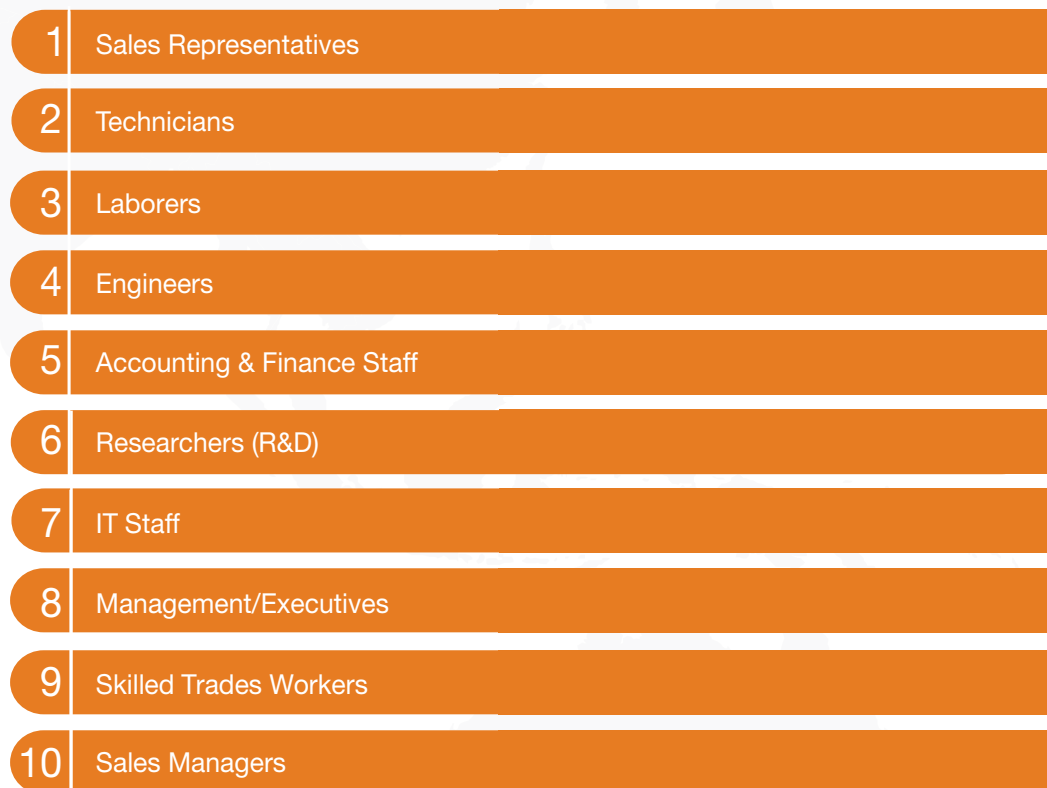 1 Sales Representatives
2 Technicians
3 Laborers
4 Engineers
5 Accounting & Finance Staff
6 Researchers (R&D)
7 IT Staff
8 Management/Executives
9 Skilled Trades Workers
10 Sales Managers